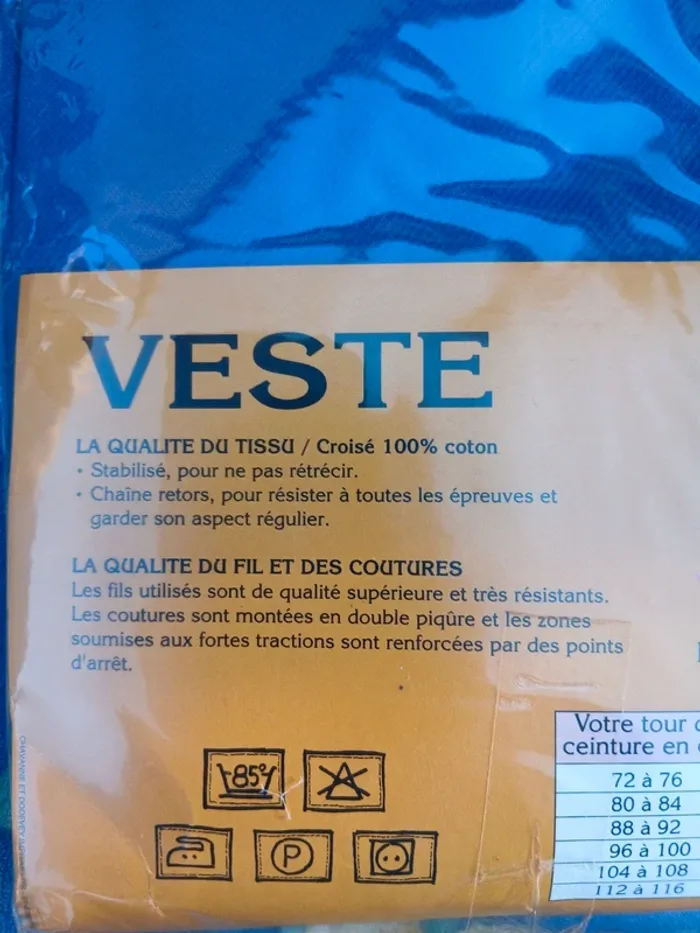 VESTE
LA QUALITE DU TISSU / Croisé 100% coton
• Stabilisé, pour ne pas rétrécir.
• Chaîne retors, pour résister à toutes les épreuves et
garder son aspect régulier.
LA QUALITE DU FIL ET DES COUTURES
Les fils utilisés sont de qualité supérieure et très résistants.
Les coutures sont montées en double piqûre et les zones
soumises aux fortes tractions sont renforcées par des points
d'arrêt.
85°
P
Votre tour
ceinture en
72 à 76
80 à 84
88 à 92
96 à 100
104 à 108
112 à 116